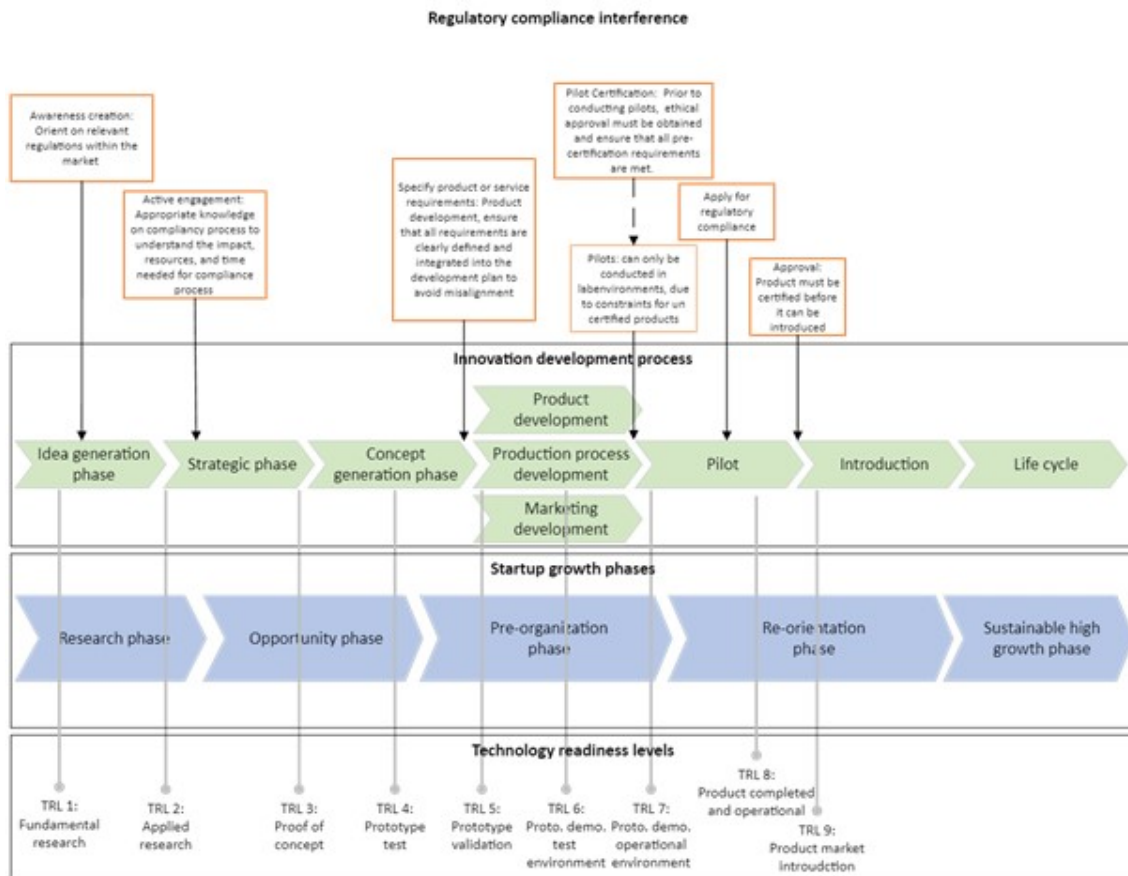 Regulatory compliance interference
Awareness creation:
Orient on relevant
regulations within the
market
Active engagement:
Appropriate knowledge
on compliancy process to
understand the impact,
resources, and time
needed for compliance
process
Specify product or service
requirements: Product
development, ensure
that all requirements are
clearly defined and
integrated into the
development plan to
avoid misalignment
Pilot Certification: Prior to
conducting pilots, ethical
approval must be obtained
and ensure that all pre-
certification requirements
are met.
Pilots: can only be
conducted in
labenvironments, due
to constraints for un
certified products
Apply for
regulatory
compliance
Approval:
Product must be
certified before
it can be
introduced
Innovation development process
Idea generation
phase
Strategic phase
Concept
generation phase
Product
development
Production process
development
Marketing
development
Pilot
Introduction
Life cycle
Startup growth phases
Research phase
Opportunity phase
Pre-organization
phase
Re-orientation
phase
Sustainable high
growth phase
Technology readiness levels
TRL 1:
Fundamental
research
TRL 2:
Applied
research
TRL 3:
Proof of
concept
TRL 4:
Prototype
test
TRL 5:
Prototype
validation
TRL 6:
Proto. demo.
test
environment
TRL 7:
Proto. demo.
operational
environment
TRL 8:
Product completed
and operational
TRL 9:
Product market
introudction